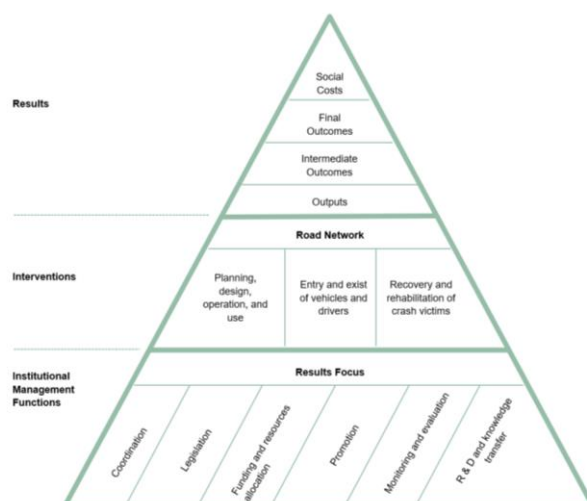 Social
Costs
Results
Final
Outcomes
Intermediate
Outcomes
Outputs
Road Network
Interventions
Planning,
design,
operation, and
use
Entry and exist
of vehicles and
drivers
Recovery and
rehabilitation of
crash victims
Institutional
Management
Functions
Results Focus
Coordination
Legislation
Funding and resources
allocation
Promotion
Monitoring and evaluation
R & D and knowledge
transfer